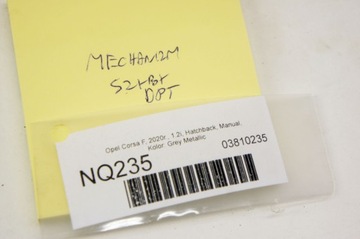 MECHANIZM
SZYBY
DPT
Opel Corsa F, 2020r., 1.2i, Hatchback, Manual,
Kolor: Grey Metallic
NQ235
03810235